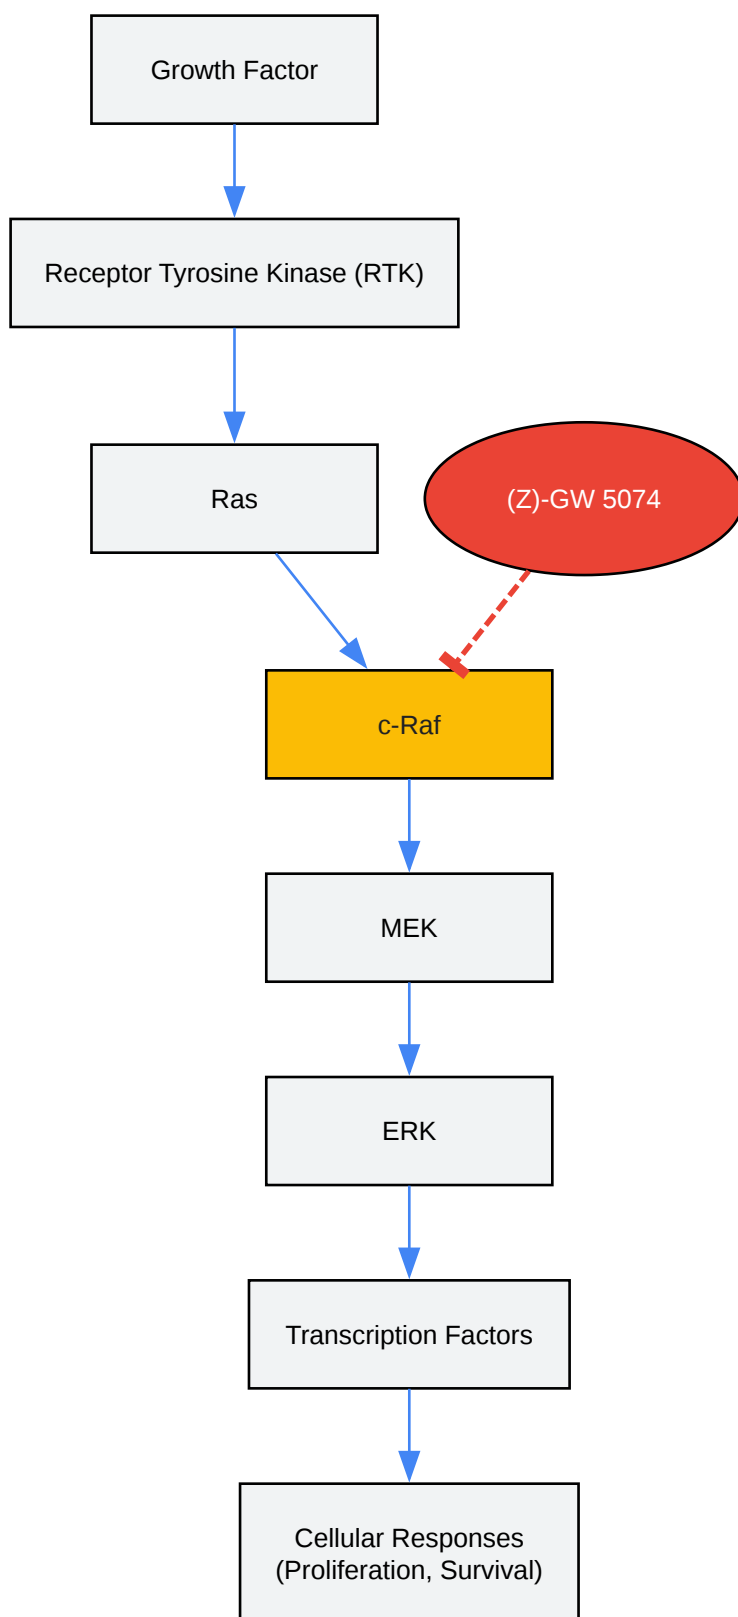 Growth Factor
Receptor Tyrosine Kinase (RTK)
Ras
(Z)-GW 5074
c-Raf
MEK
ERK
Transcription Factors
Cellular Responses
(Proliferation, Survival)